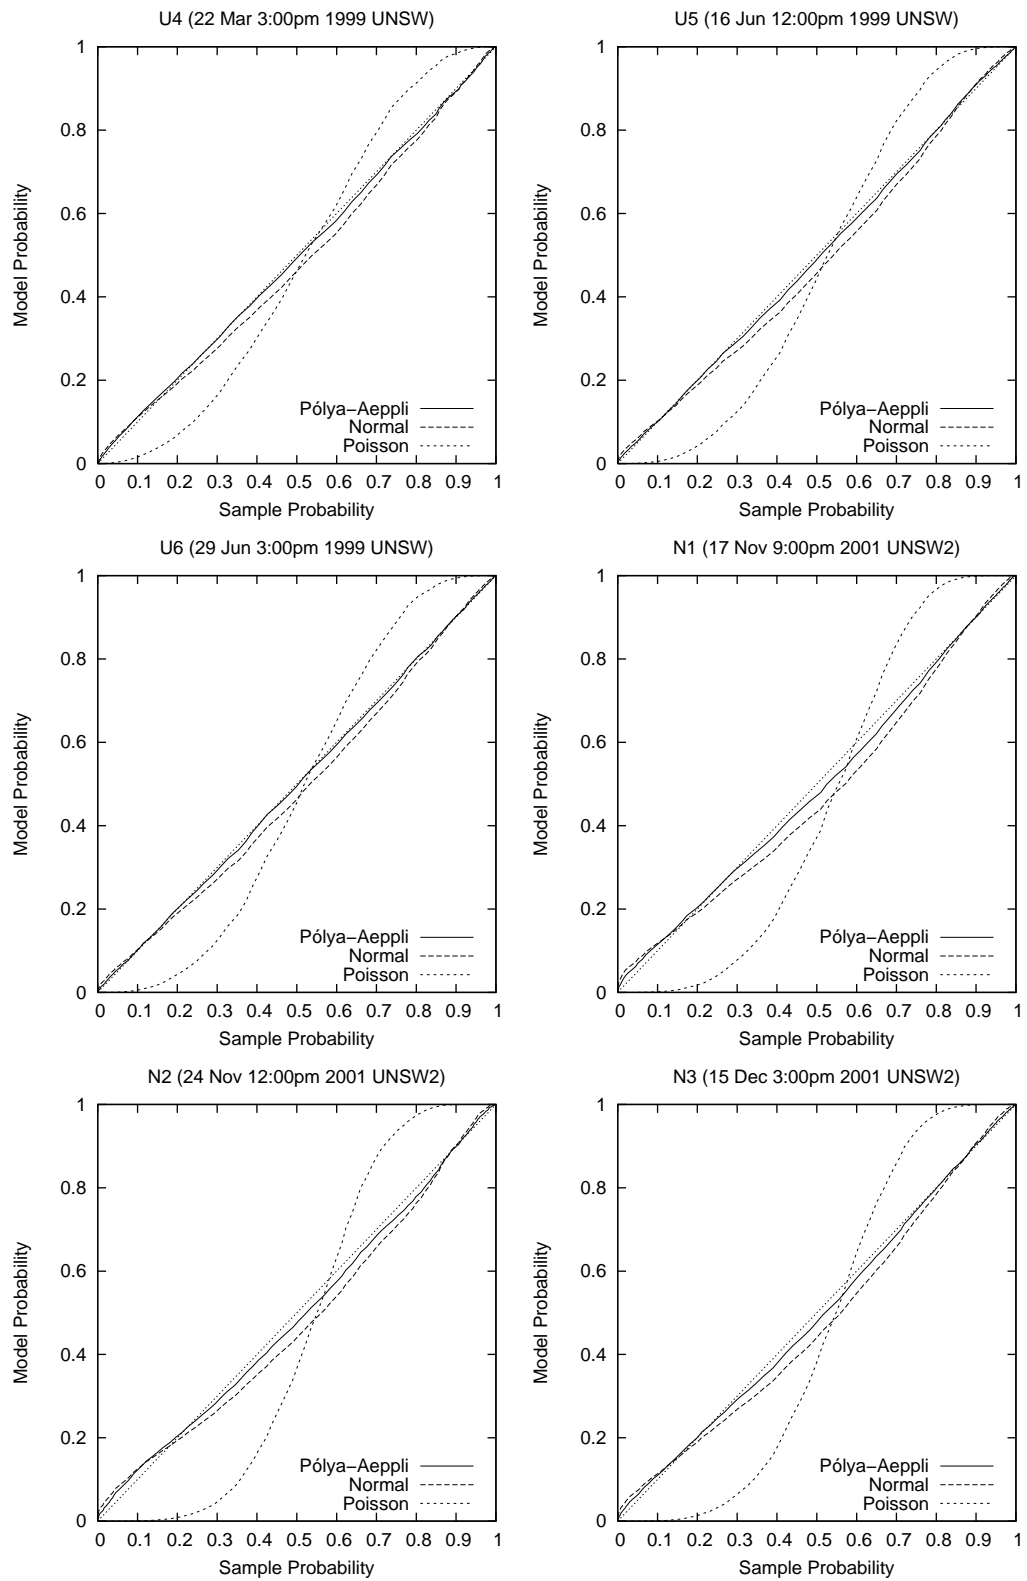 U4 (22 Mar 3:00pm 1999 UNSW)
1
0.8
0.6
0.4
0.2
0
Model Probability
Pólya−Aeppli
Normal
Poisson
0 0.1 0.2 0.3 0.4 0.5 0.6 0.7 0.8 0.9 1
Sample Probability
U5 (16 Jun 12:00pm 1999 UNSW)
1
0.8
0.6
0.4
0.2
0
Model Probability
Pólya−Aeppli
Normal
Poisson
0 0.1 0.2 0.3 0.4 0.5 0.6 0.7 0.8 0.9 1
Sample Probability
U6 (29 Jun 3:00pm 1999 UNSW)
1
0.8
0.6
0.4
0.2
0
Model Probability
Pólya−Aeppli
Normal
Poisson
0 0.1 0.2 0.3 0.4 0.5 0.6 0.7 0.8 0.9 1
Sample Probability
N1 (17 Nov 9:00pm 2001 UNSW2)
1
0.8
0.6
0.4
0.2
0
Model Probability
Pólya−Aeppli
Normal
Poisson
0 0.1 0.2 0.3 0.4 0.5 0.6 0.7 0.8 0.9 1
Sample Probability
N2 (24 Nov 12:00pm 2001 UNSW2)
1
0.8
0.6
0.4
0.2
0
Model Probability
Pólya−Aeppli
Normal
Poisson
0 0.1 0.2 0.3 0.4 0.5 0.6 0.7 0.8 0.9 1
Sample Probability
N3 (15 Dec 3:00pm 2001 UNSW2)
1
0.8
0.6
0.4
0.2
0
Model Probability
Pólya−Aeppli
Normal
Poisson
0 0.1 0.2 0.3 0.4 0.5 0.6 0.7 0.8 0.9 1
Sample Probability